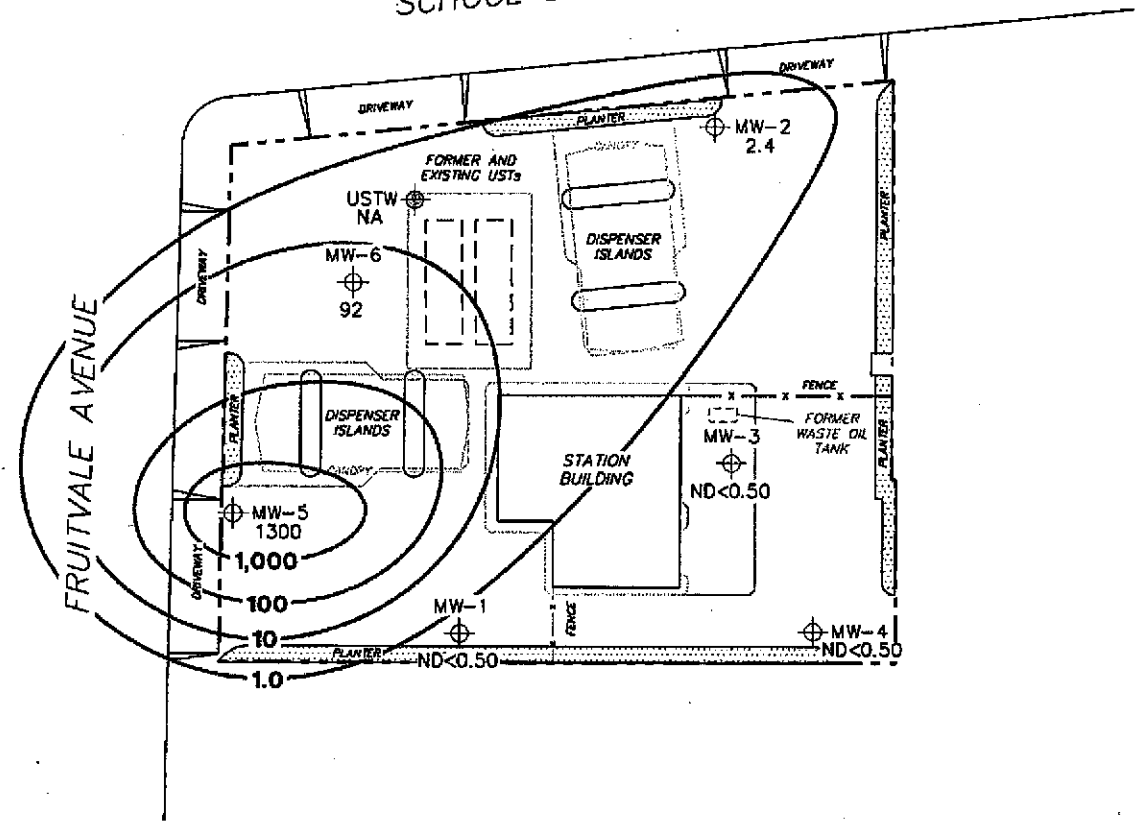 SCHOOL
DRIVEWAY
DRIVEWAY
PLANTER
MW-2
2.4
FORMER AND
EXISTING USTs
USTW
NA
PLANTER
DISPENSER
ISLANDS
MW-6
92
DRIVEWAY
FRUITVALE AVENUE
PLANTER
DISPENSER
ISLANDS
CANOPY
FENCE
x x x
FORMER
WASTE OIL
TANK
PLANTER
MW-3
ND<0.50
STATION
BUILDING
MW-5
1300
1,000
DRIVEWAY
100
MW-1
FENCE
10
MW-4
PLANTER
ND<0.50
ND<0.50
1.0